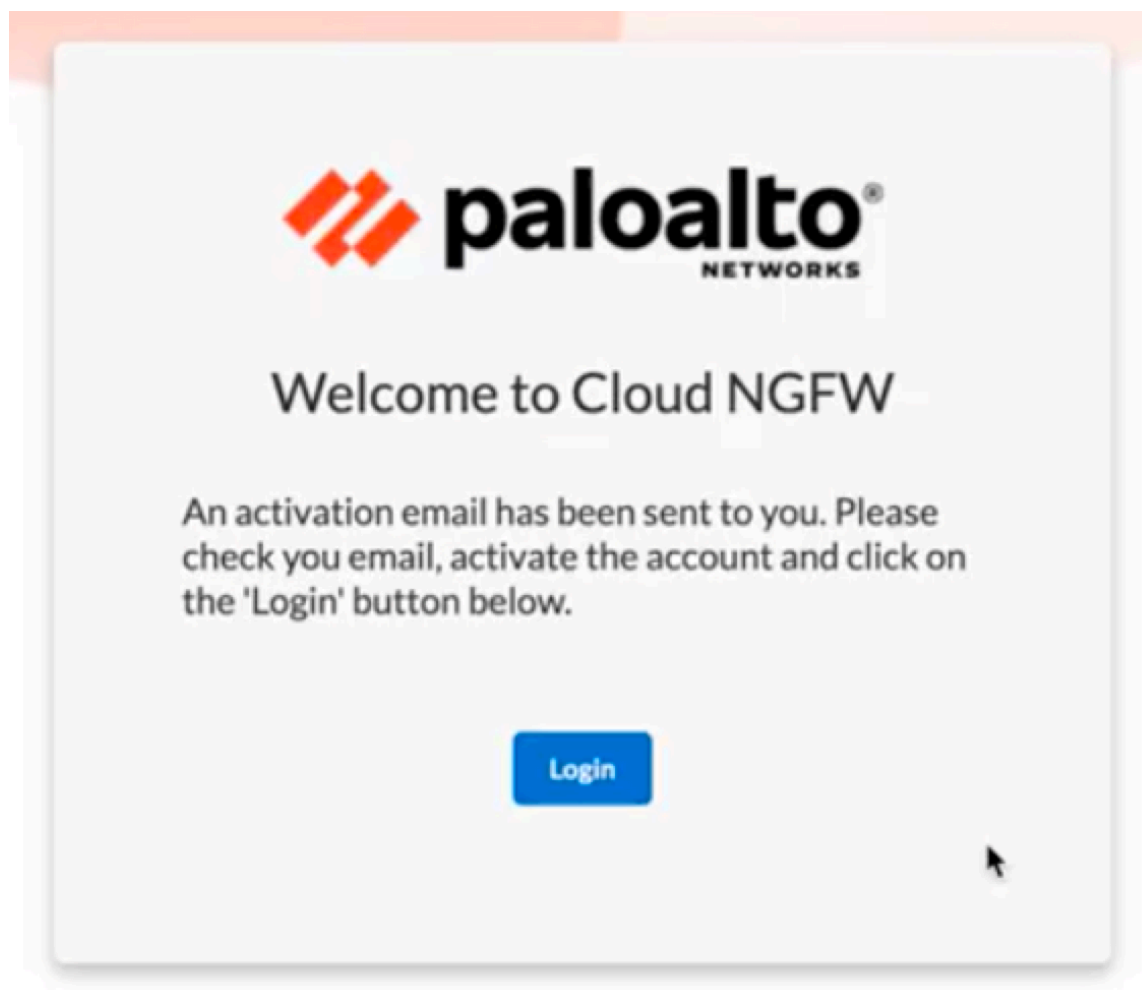 paloalto®
NETWORKS
Welcome to Cloud NGFW
An activation email has been sent to you. Please
check you email, activate the account and click on
the 'Login' button below.
Login